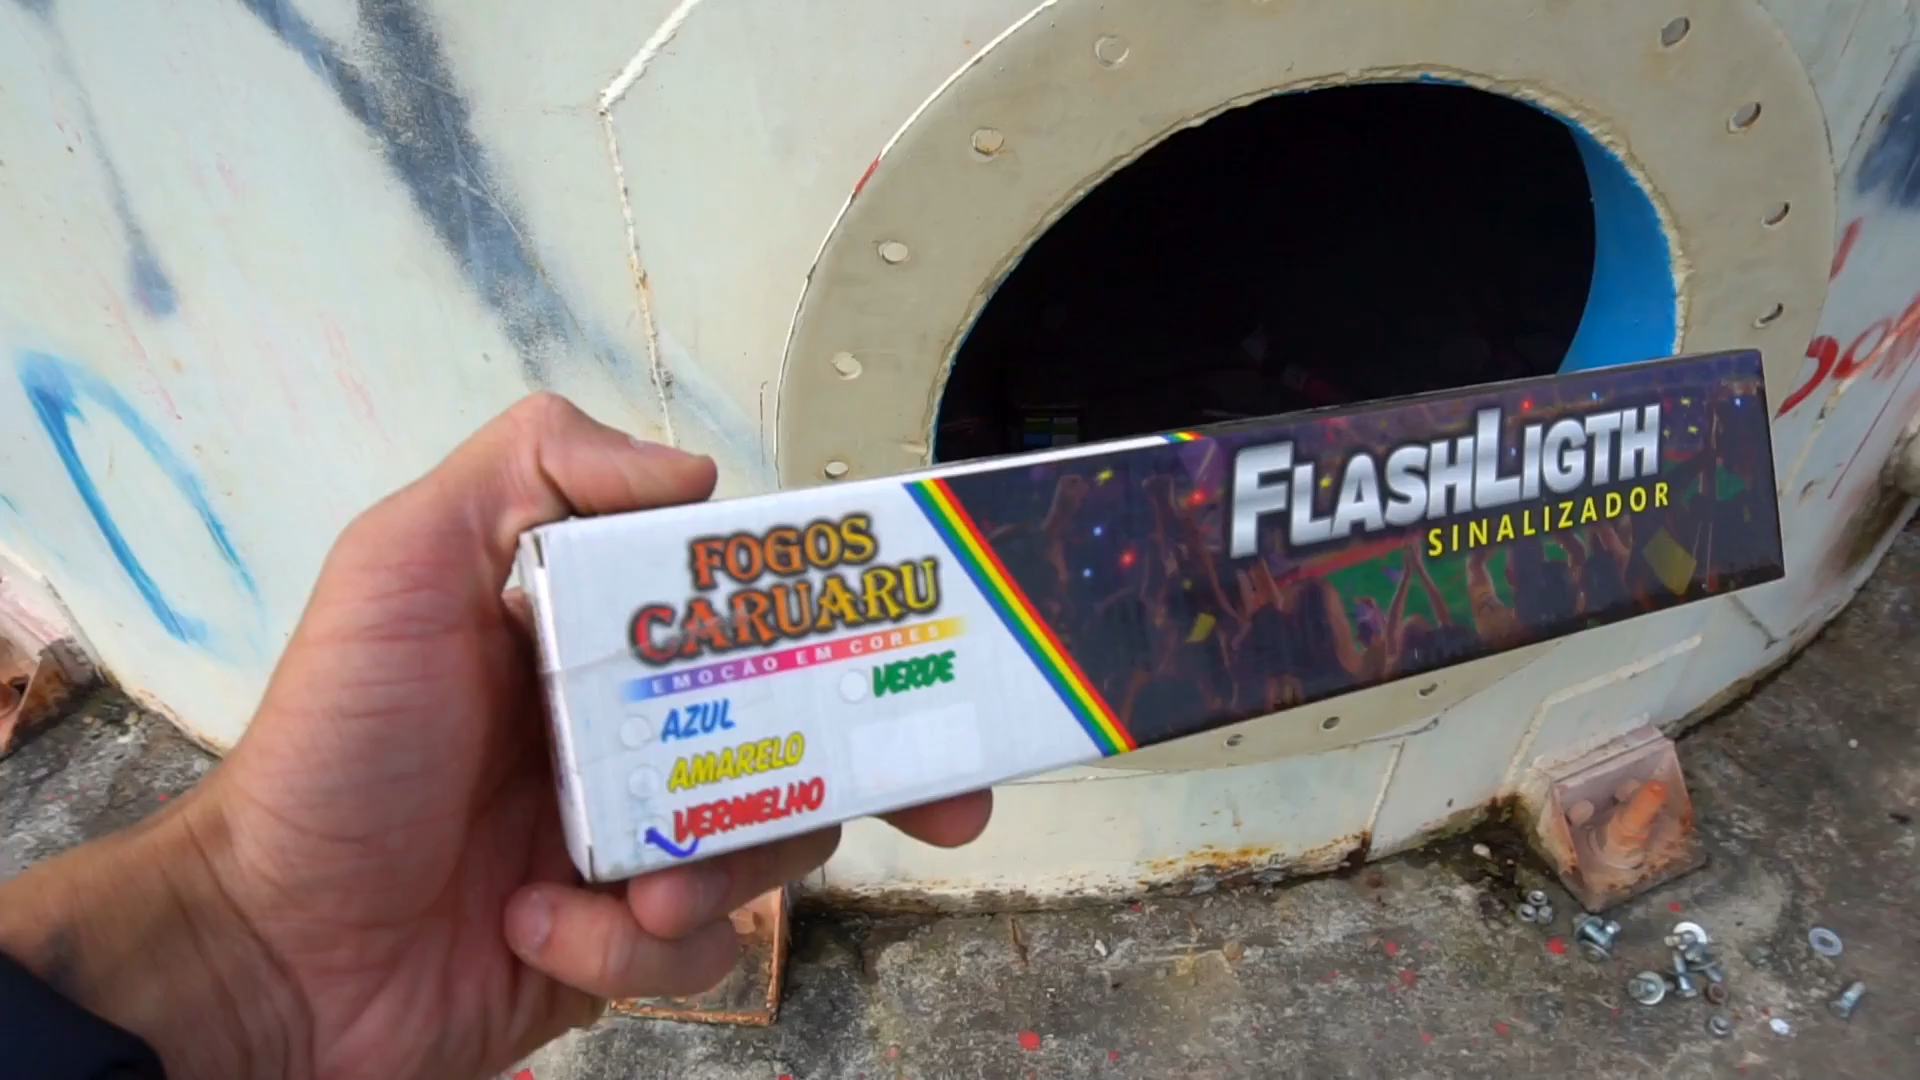 FOGOS
CARUARU
EMOÇÃO EM CORES
VERDE
AZUL
AMARELO
VERMELHO
FLASHLIGTH
SINALIZADOR